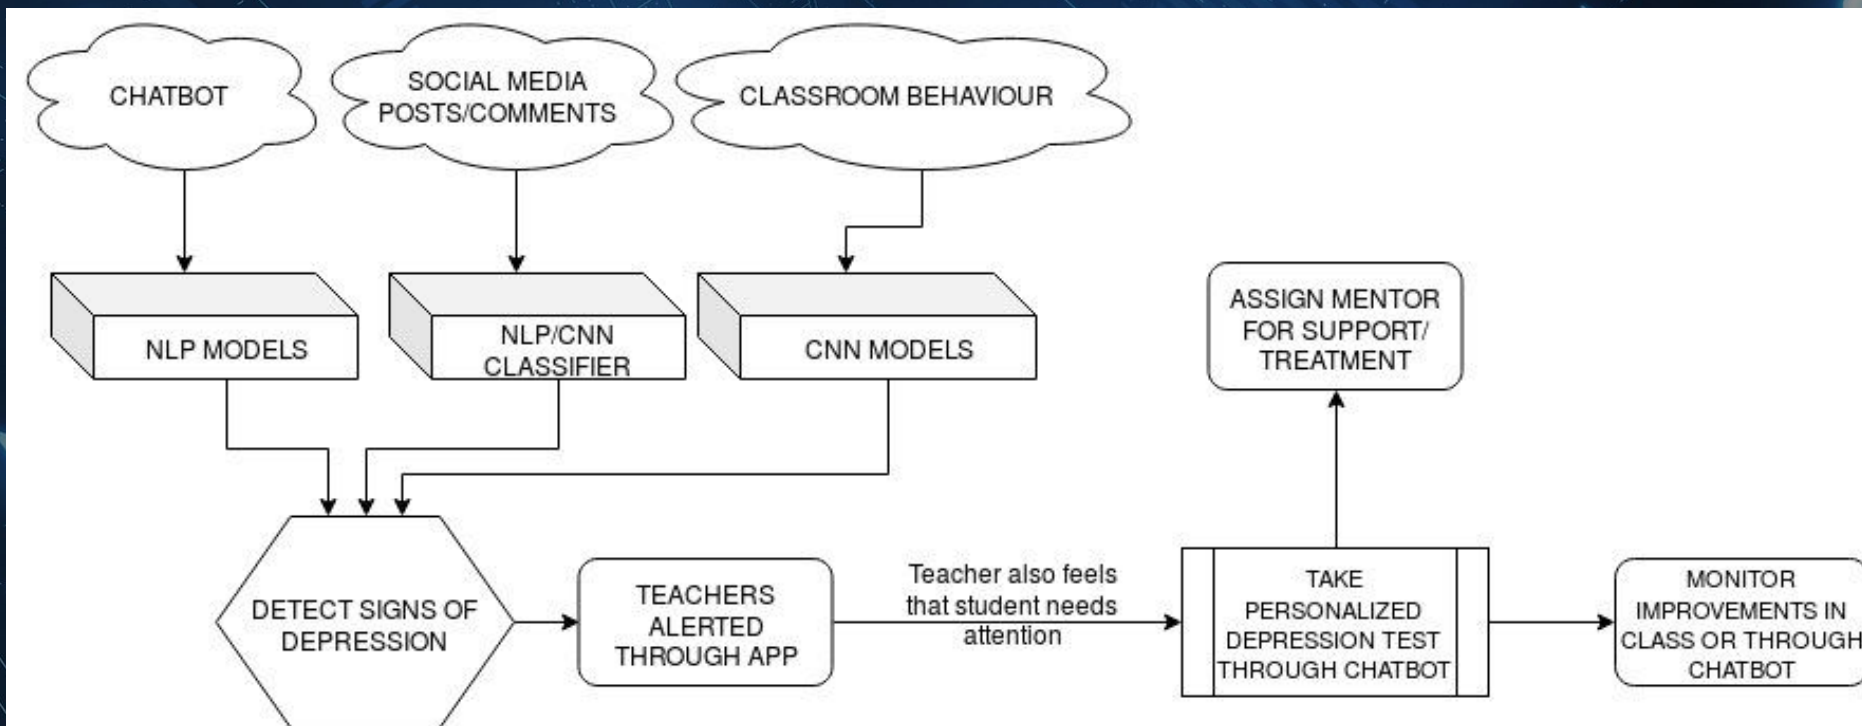 CHATBOT
SOCIAL MEDIA
POSTS/COMMENTS
CLASSROOM BEHAVIOUR
NLP MODELS
NLP/CNN
CLASSIFIER
CNN MODELS
ASSIGN MENTOR
FOR SUPPORT/
TREATMENT
DETECT SIGNS OF
DEPRESSION
TEACHERS
ALERTED
THROUGH APP
Teacher also feels
that student needs
attention
TAKE
PERSONALIZED
DEPRESSION TEST
THROUGH CHATBOT
MONITOR
IMPROVEMENTS IN
CLASS OR THROUGH
CHATBOT